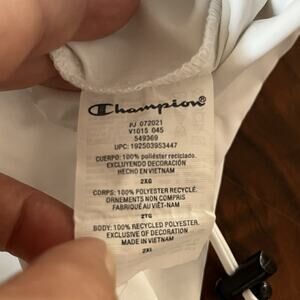 Champion®
PJ 072021
V1015 045
549369
UPC: 192503953447
CUERPO: 100% poliéster reciclado.
EXCLUYENDO DECORACIÓN
HECHO EN VIETNAM
2XG
CORPS: 100% POLYESTER RECYCLÉ.
ORNEMENTS NON COMPRIS
FABRIQUÉ AU VIÊT-NAM
2TG
BODY: 100% RECYCLED POLYESTER.
EXCLUSIVE OF DECORATION
MADE IN VIETNAM
2XL